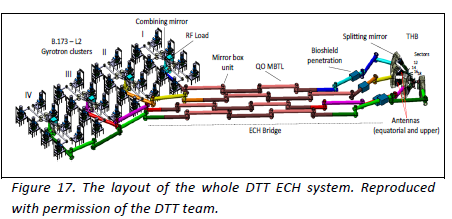 Combining mirror
B.173 – L2
Gyrotron clusters
I
RF Load
II
III
IV
Mirror box
unit
QO MBTL
Bioshield
penetration
Splitting mirror
THB
Sectors
12
ECH Bridge
Antennas
(equatorial and upper)
Figure 17. The layout of the whole DTT ECH system. Reproduced
with permission of the DTT team.